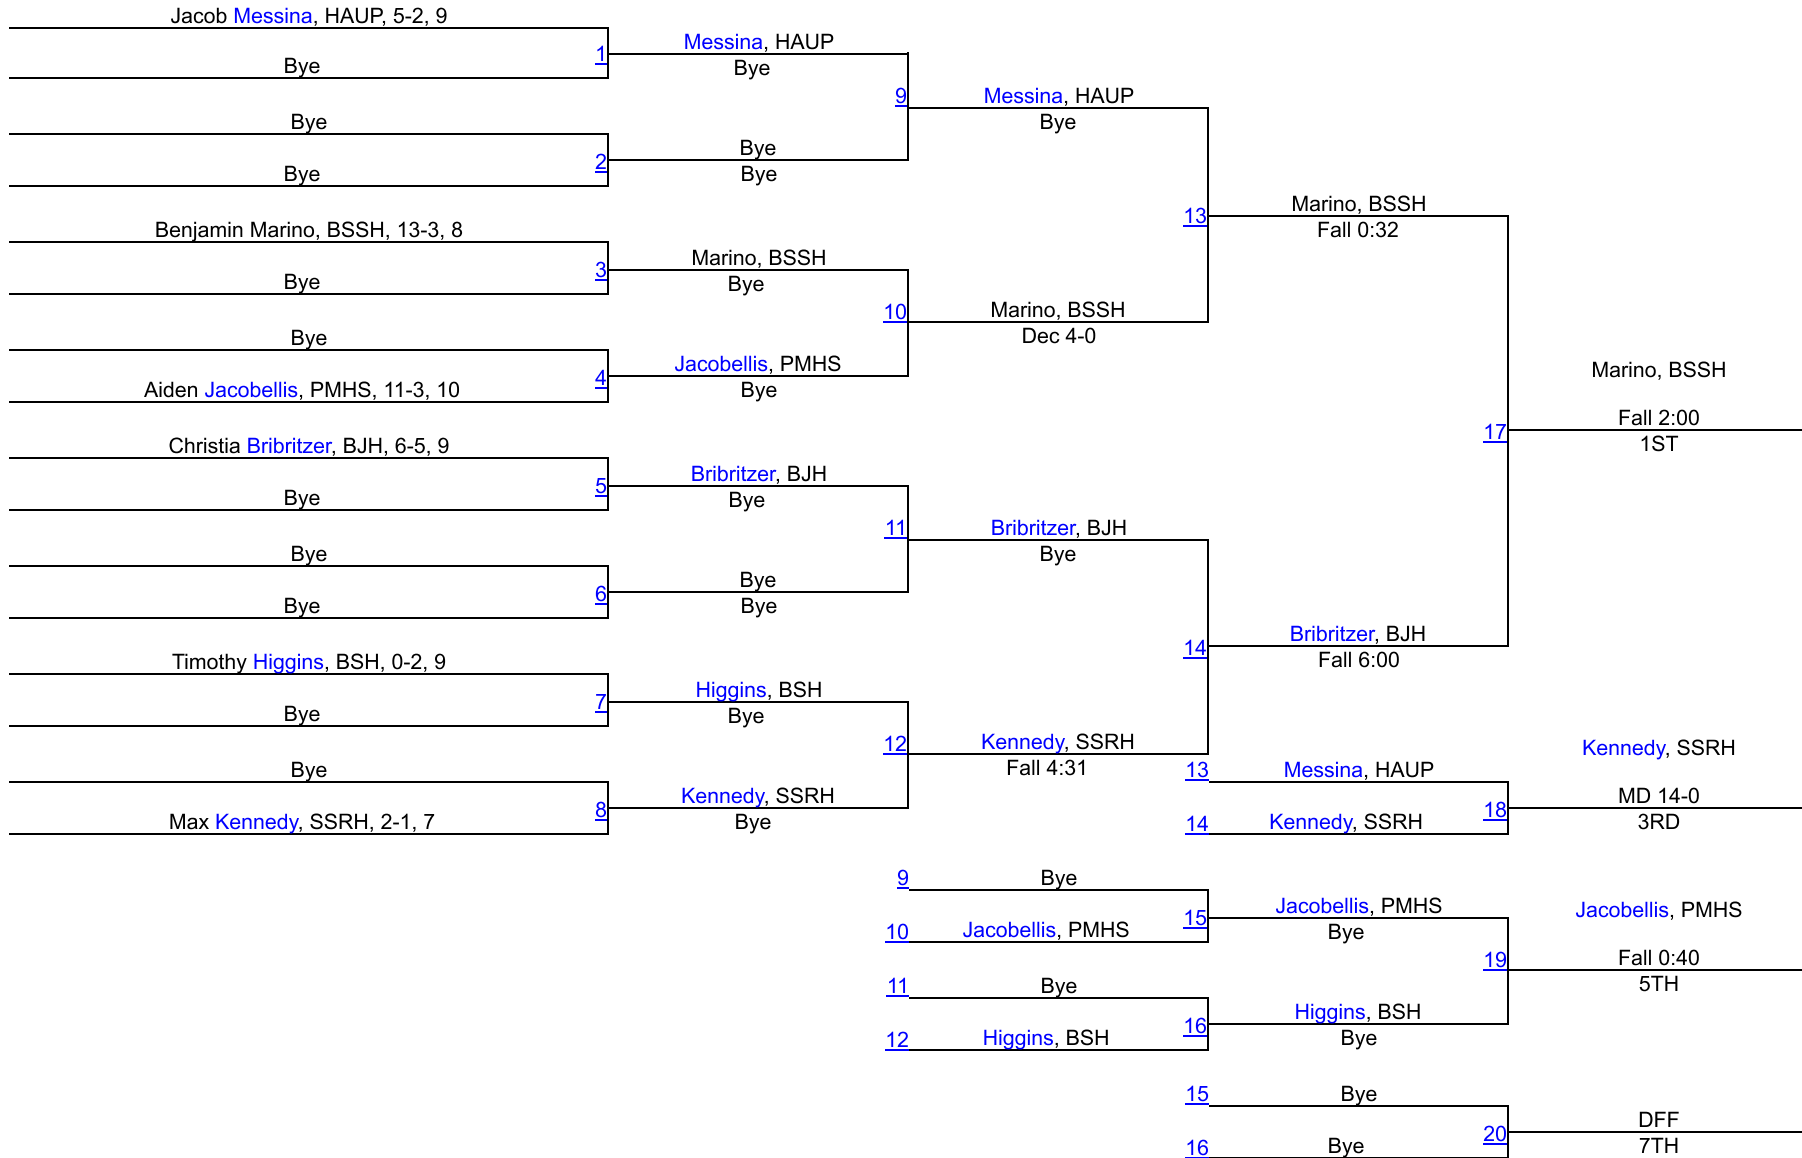 Jacob Messina, HAUP, 5-2, 9
1
Messina, HAUP
Bye
Bye
9
Messina, HAUP
Bye
Bye
2
Bye
Bye
Bye
13
Marino, BSSH
Fall 0:32
Benjamin Marino, BSSH, 13-3, 8
3
Marino, BSSH
Bye
Bye
10
Marino, BSSH
Dec 4-0
Bye
4
Jacobellis, PMHS
Bye
Aiden Jacobellis, PMHS, 11-3, 10
17
Marino, BSSH
Fall 2:00
1ST
Christia Bribritzer, BJH, 6-5, 9
5
Bribritzer, BJH
Bye
Bye
11
Bribritzer, BJH
Bye
Bye
6
Bye
Bye
Bye
14
Bribritzer, BJH
Fall 6:00
Timothy Higgins, BSH, 0-2, 9
7
Higgins, BSH
Bye
Bye
12
Kennedy, SSRH
Fall 4:31
Bye
8
Kennedy, SSRH
Bye
Max Kennedy, SSRH, 2-1, 7
13
Messina, HAUP
14
Kennedy, SSRH
18
Kennedy, SSRH
MD 14-0
3RD
9
Bye
10
Jacobellis, PMHS
15
Jacobellis, PMHS
Bye
11
Bye
12
Higgins, BSH
16
Higgins, BSH
Bye
19
Jacobellis, PMHS
Fall 0:40
5TH
15
Bye
16
Bye
20
DFF
7TH